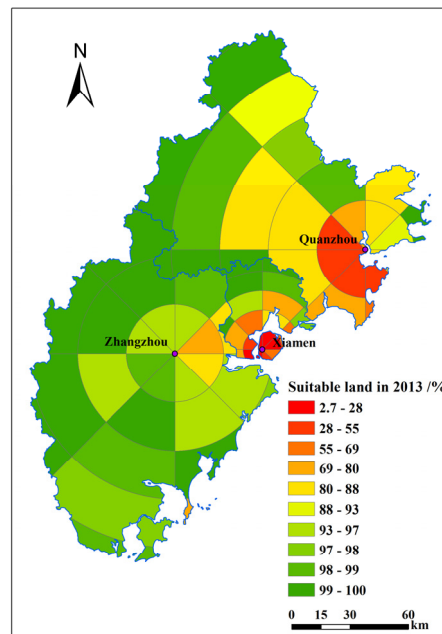 N
Quanzhou
Zhangzhou
Xiamen
Suitable land in 2013 /%
2.7 - 28
28 - 55
55 - 69
69 - 80
80 - 88
88 - 93
93 - 97
97 - 98
98 - 99
99 - 100
0 15 30 60
km